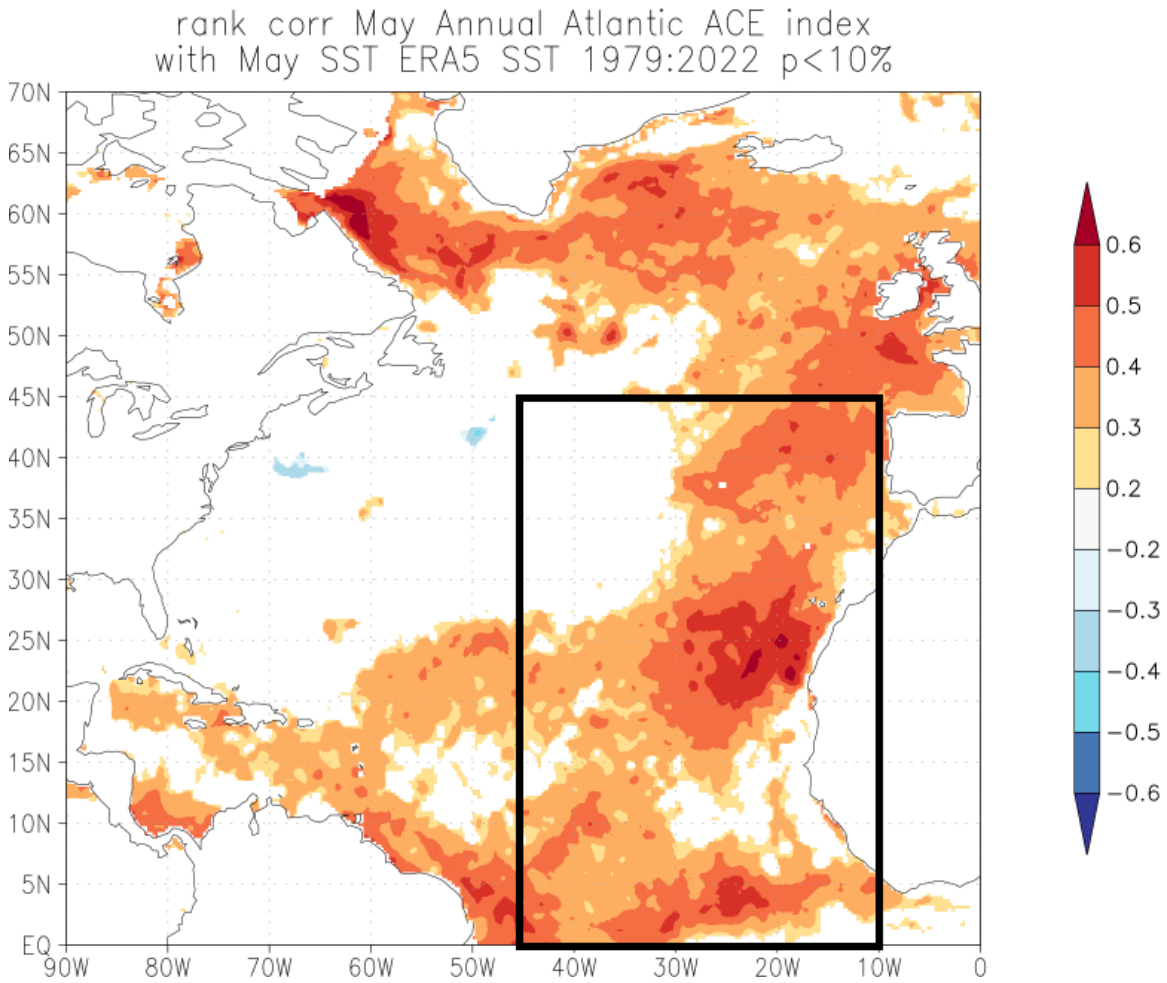 rank corr May Annual Atlantic ACE index
with May SST ERA5 SST 1979:2022 p<10%
70N
65N
60N
55N
50N
45N
40N
35N
30N
25N
20N
15N
10N
5N
EQ
90W 80W 70W 60W 50W 40W 30W 20W 10W 0
0.6
0.5
0.4
0.3
0.2
-0.2
-0.3
-0.4
-0.5
-0.6